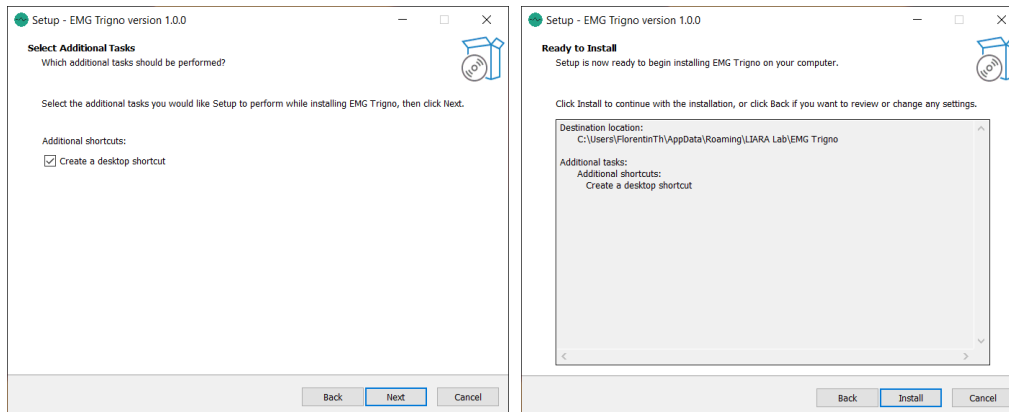 Setup - EMG Trigno version 1.0.0
Select Additional Tasks
Which additional tasks should be performed?
Select the additional tasks you would like Setup to perform while installing EMG Trigno, then click Next.
Additional shortcuts:
Create a desktop shortcut
Back
Next
Cancel
Setup - EMG Trigno version 1.0.0
Ready to Install
Setup is now ready to begin installing EMG Trigno on your computer.
Click Install to continue with the installation, or click Back if you want to review or change any settings.
Destination location:
C:\Users\FlorentinTh\AppData\Roaming\LIARA Lab\EMG Trigno
Additional tasks:
Additional shortcuts:
Create a desktop shortcut
Back
Install
Cancel